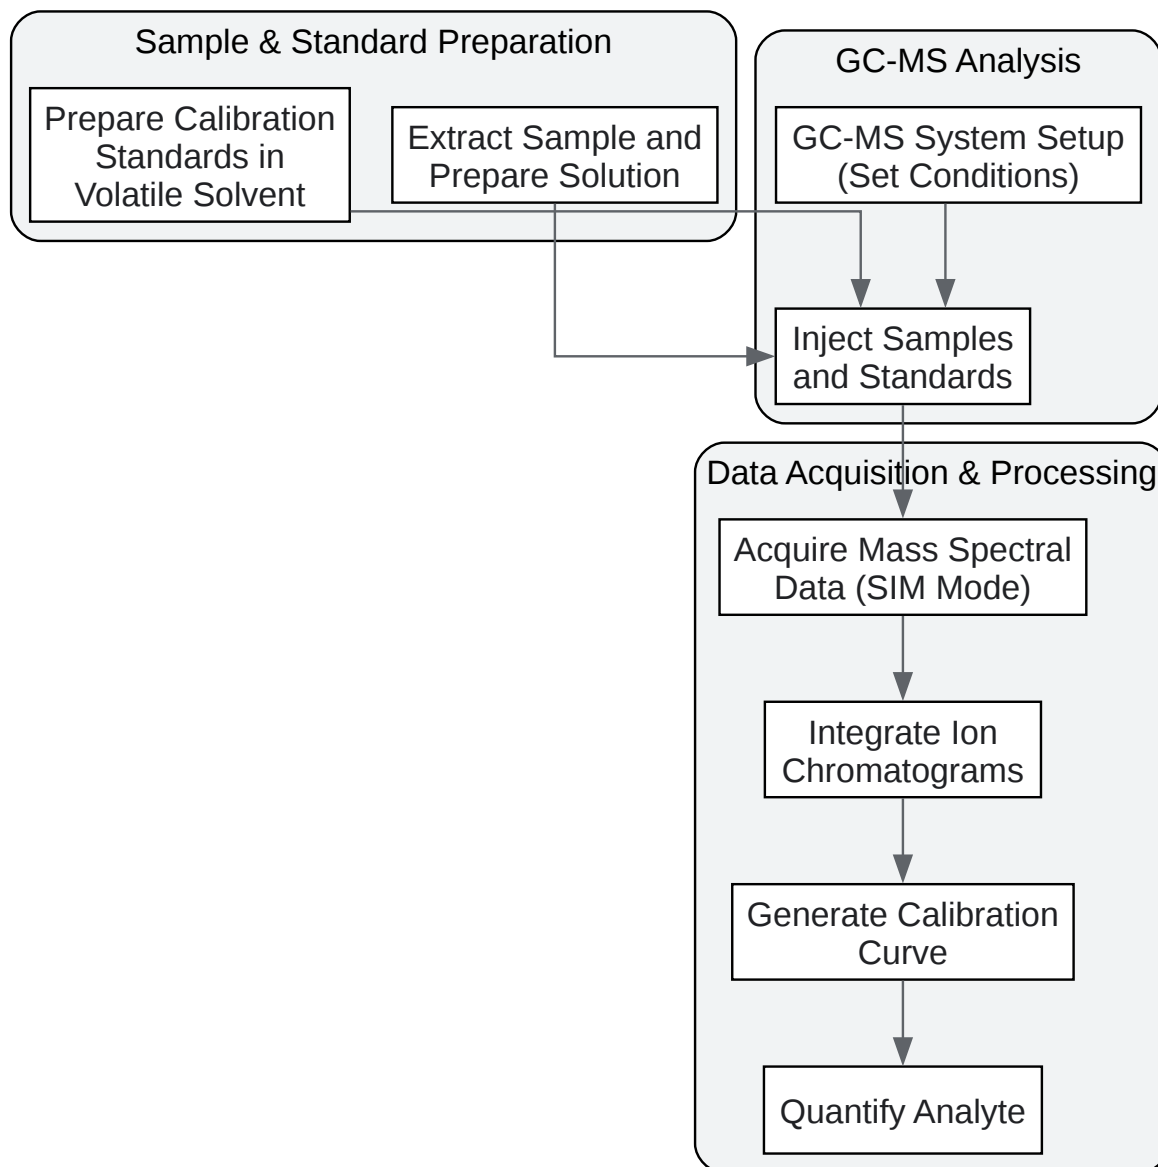 Sample & Standard Preparation
Prepare Calibration
Standards in
Volatile Solvent
Extract Sample and
Prepare Solution
GC-MS Analysis
GC-MS System Setup
(Set Conditions)
Inject Samples
and Standards
Data Acquisition & Processing
Acquire Mass Spectral
Data (SIM Mode)
Integrate Ion
Chromatograms
Generate Calibration
Curve
Quantify Analyte